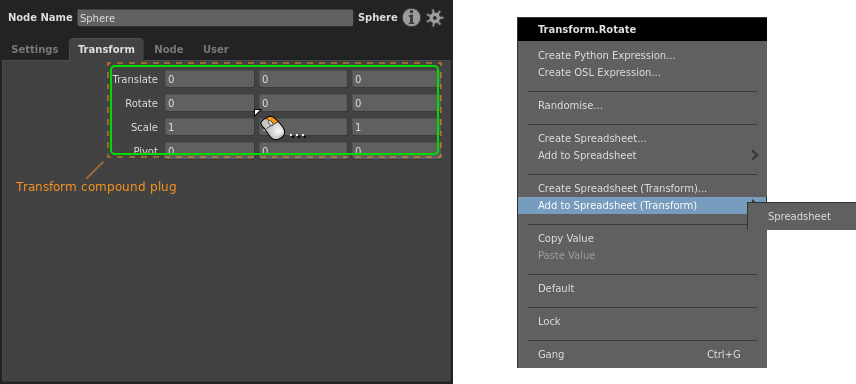 Node Name Sphere Sphere
Settings Transform Node User
Translate 0 0 0
Rotate 0 0 0
Scale 1 1
Pivot 0 0 0
...
Transform compound plug
Transform.Rotate
Create Python Expression...
Create OSL Expression...
Randomise...
Create Spreadsheet...
Add to Spreadsheet
Create Spreadsheet (Transform)...
Add to Spreadsheet (Transform)
Spreadsheet
Copy Value
Paste Value
Default
Lock
Gang Ctrl+G